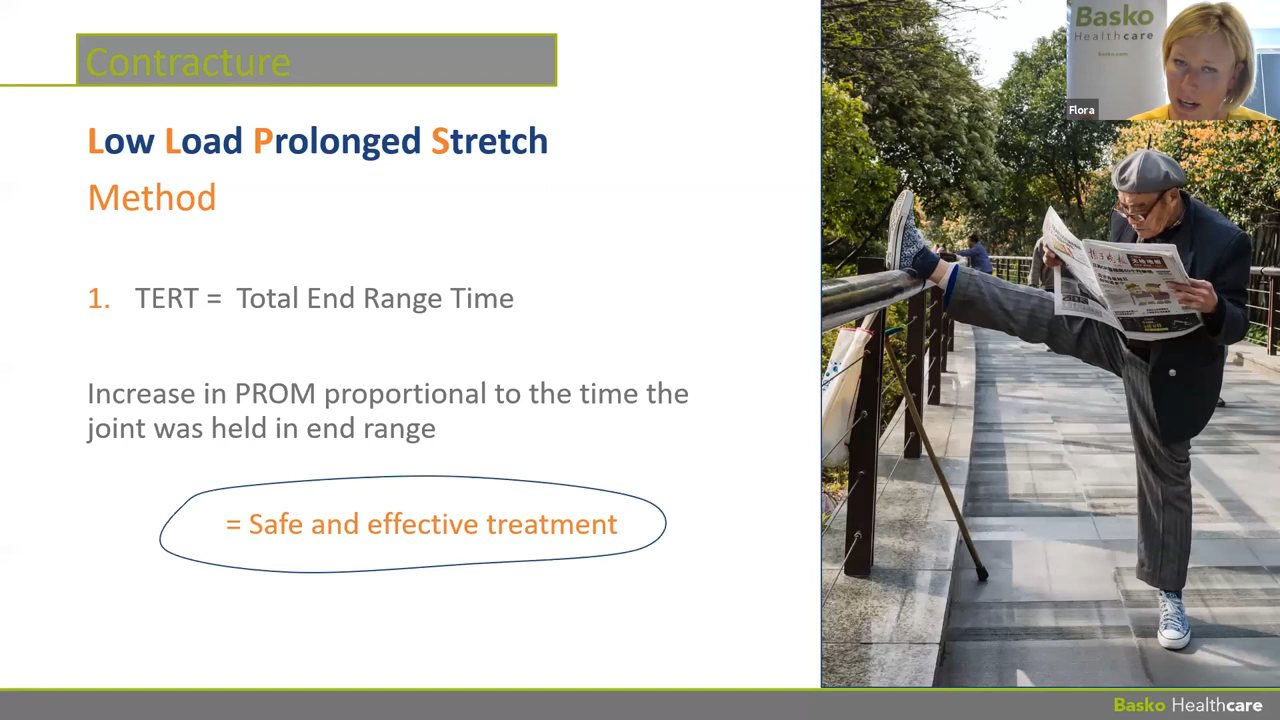 Contracture
Low Load Prolonged Stretch
Method
1. TERT = Total End Range Time
Increase in PROM proportional to the time the
joint was held in end range
= Safe and effective treatment
Basko
Healthcare
Flora
Basko Healthcare